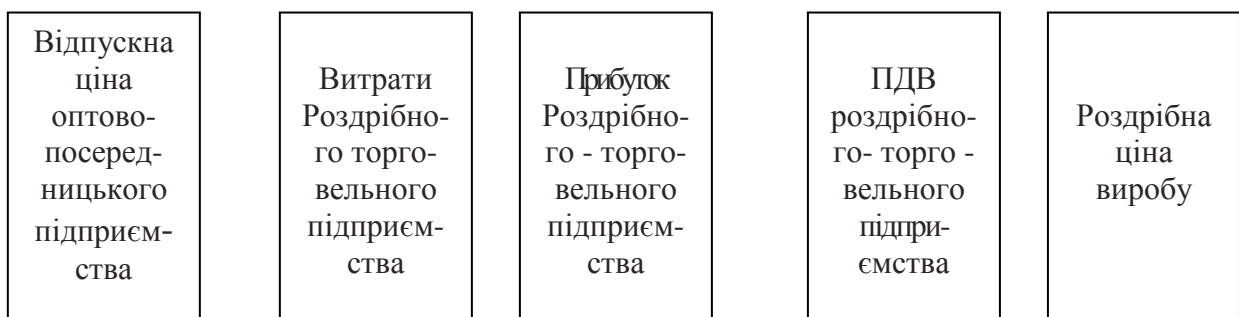 Відпускна
ціна
оптово-
посеред-
ницького
підприєм-
ства
Витрати
Роздрібно-
го торго-
вельного
підприєм-
ства
Прибуток
Роздрібно-
го - торго-
вельного
підприєм-
ства
ПДВ
роздрібно-
го- торго -
вельного
підпри-
ємства
Роздрібна
ціна
виробу